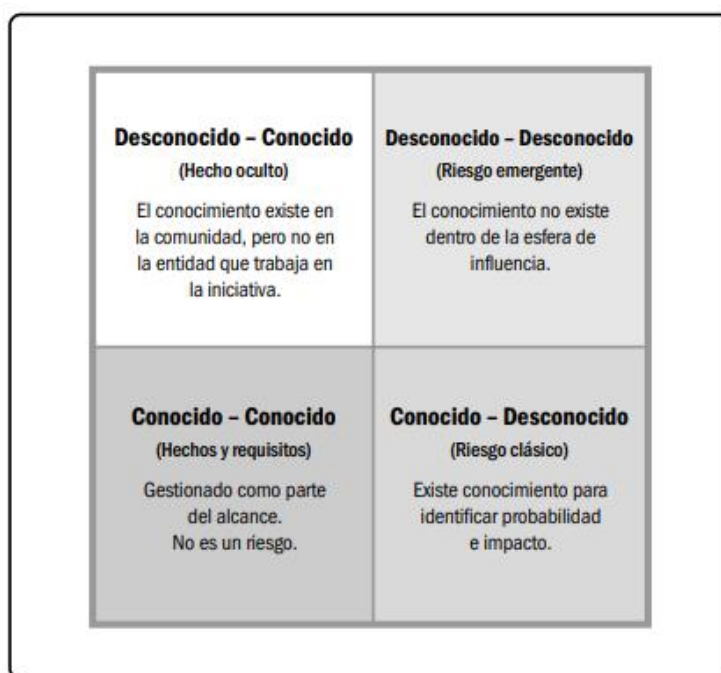 Desconocido – Conocido
(Hecho oculto)
El conocimiento existe en
la comunidad, pero no en
la entidad que trabaja en
la iniciativa.
Desconocido – Desconocido
(Riesgo emergente)
El conocimiento no existe
dentro de la esfera de
influencia.
Conocido – Conocido
(Hechos y requisitos)
Gestionado como parte
del alcance.
No es un riesgo.
Conocido – Desconocido
(Riesgo clásico)
Existe conocimiento para
identificar probabilidad
e impacto.